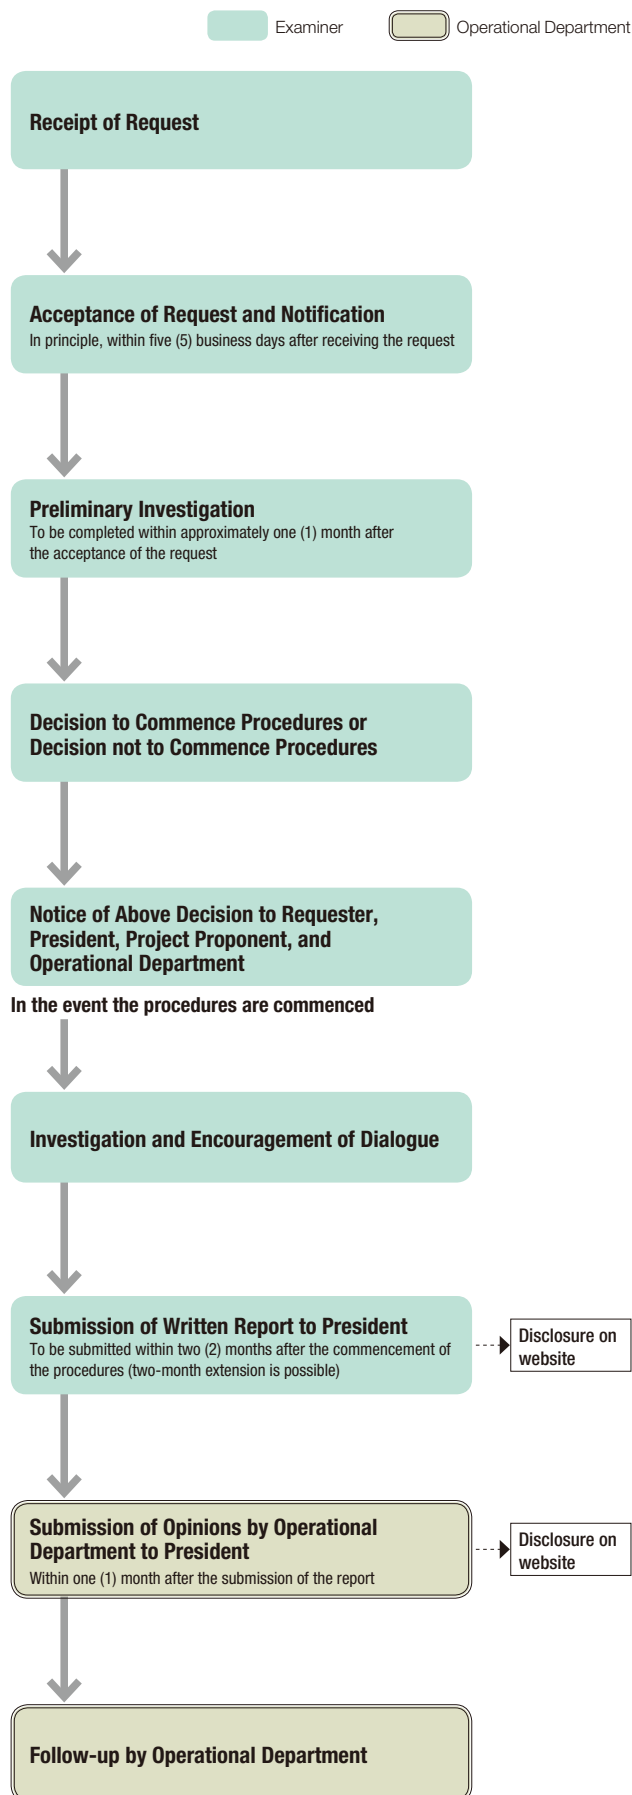 Examiner
Operational Department
Receipt of Request
Acceptance of Request and Notification
In principle, within five (5) business days after receiving the request
Preliminary Investigation
To be completed within approximately one (1) month after
the acceptance of the request
Decision to Commence Procedures or
Decision not to Commence Procedures
Notice of Above Decision to Requester,
President, Project Proponent, and
Operational Department
In the event the procedures are commenced
Investigation and Encouragement of Dialogue
Submission of Written Report to President
To be submitted within two (2) months after the commencement of
the procedures (two-month extension is possible)
Disclosure on
website
Submission of Opinions by Operational
Department to President
Within one (1) month after the submission of the report
Disclosure on
website
Follow-up by Operational Department